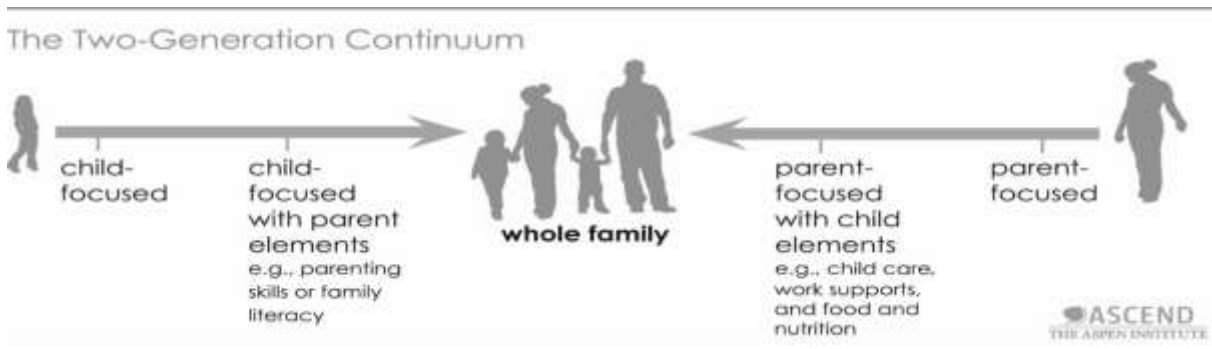 The Two-Generation Continuum
child-
focused
child-
focused
with parent
elements
e.g., parenting
skills or family
literacy
whole family
parent-
focused
with child
elements
e.g., child care,
work supports,
and food and
nutrition
parent-
focused
ASCEND
THE ASPEN INSTITUTE